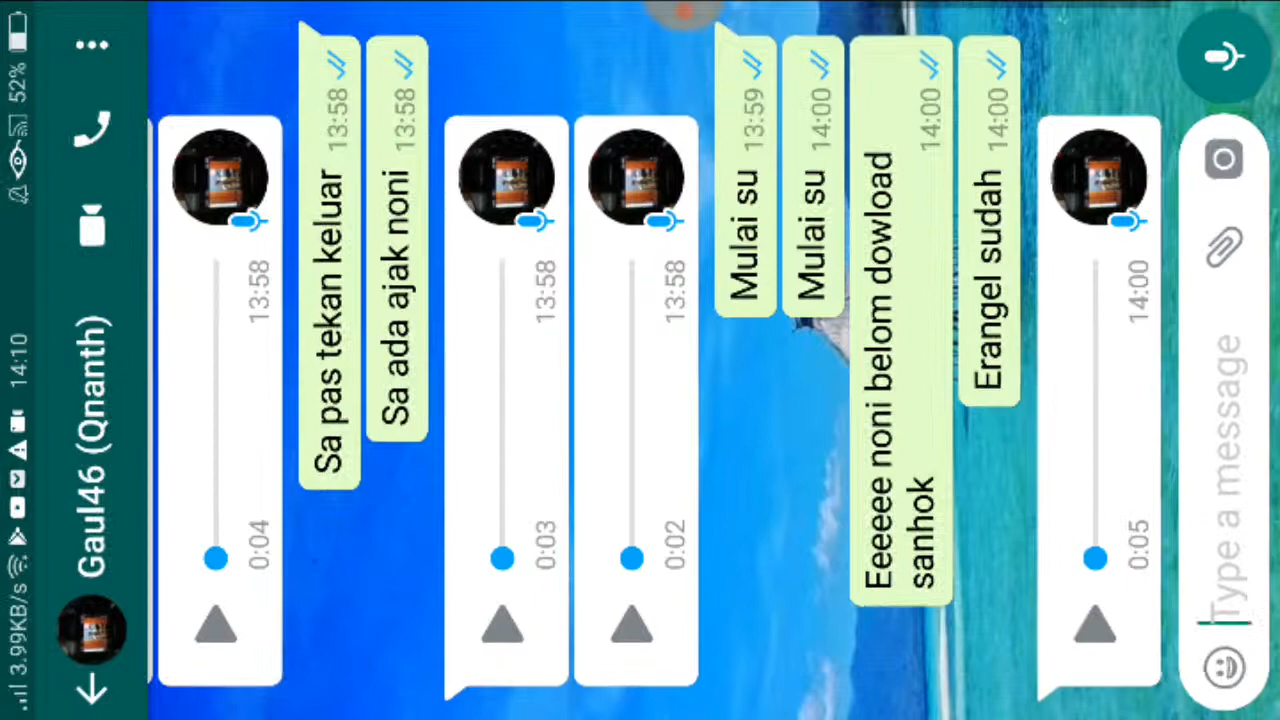 3.99KB/s 14:10 52%
Gaul46 (Qnanth)
0:04 13:58
Sa pas tekan keluar 13:58
Sa ada ajak noni 13:58
0:03 13:58
0:02 13:58
Mulai su 13:59
Mulai su 14:00
Eeeeee noni belom dowload
sanhok 14:00
Erangel sudah 14:00
0:05 14:00
Type a message